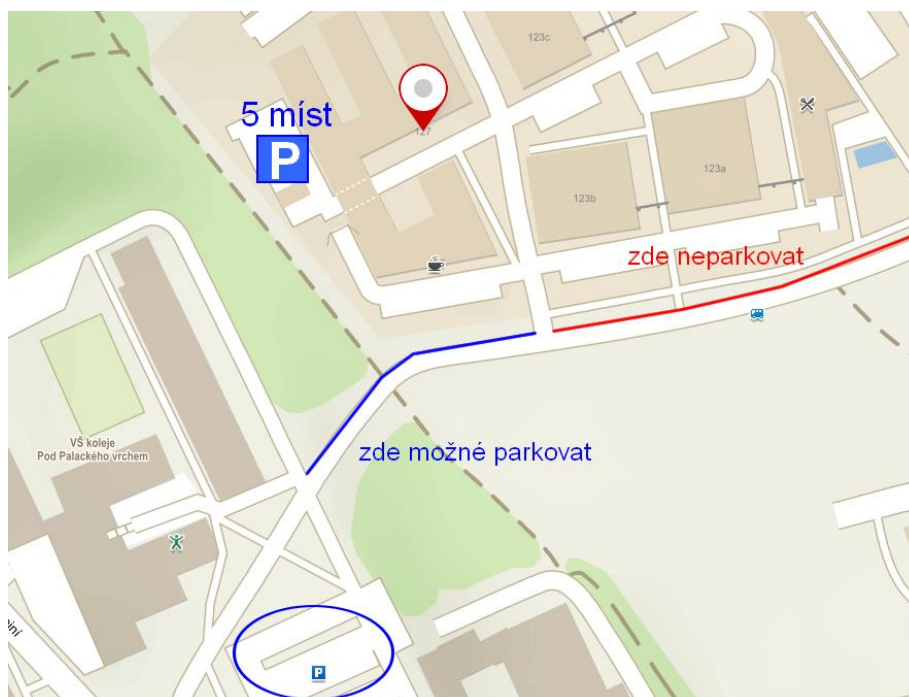 123c
5 míst
P
127
123a
123b
zde neparkovat
zde možné parkovat
VŠ koleje
Pod Palackého vrchem
P